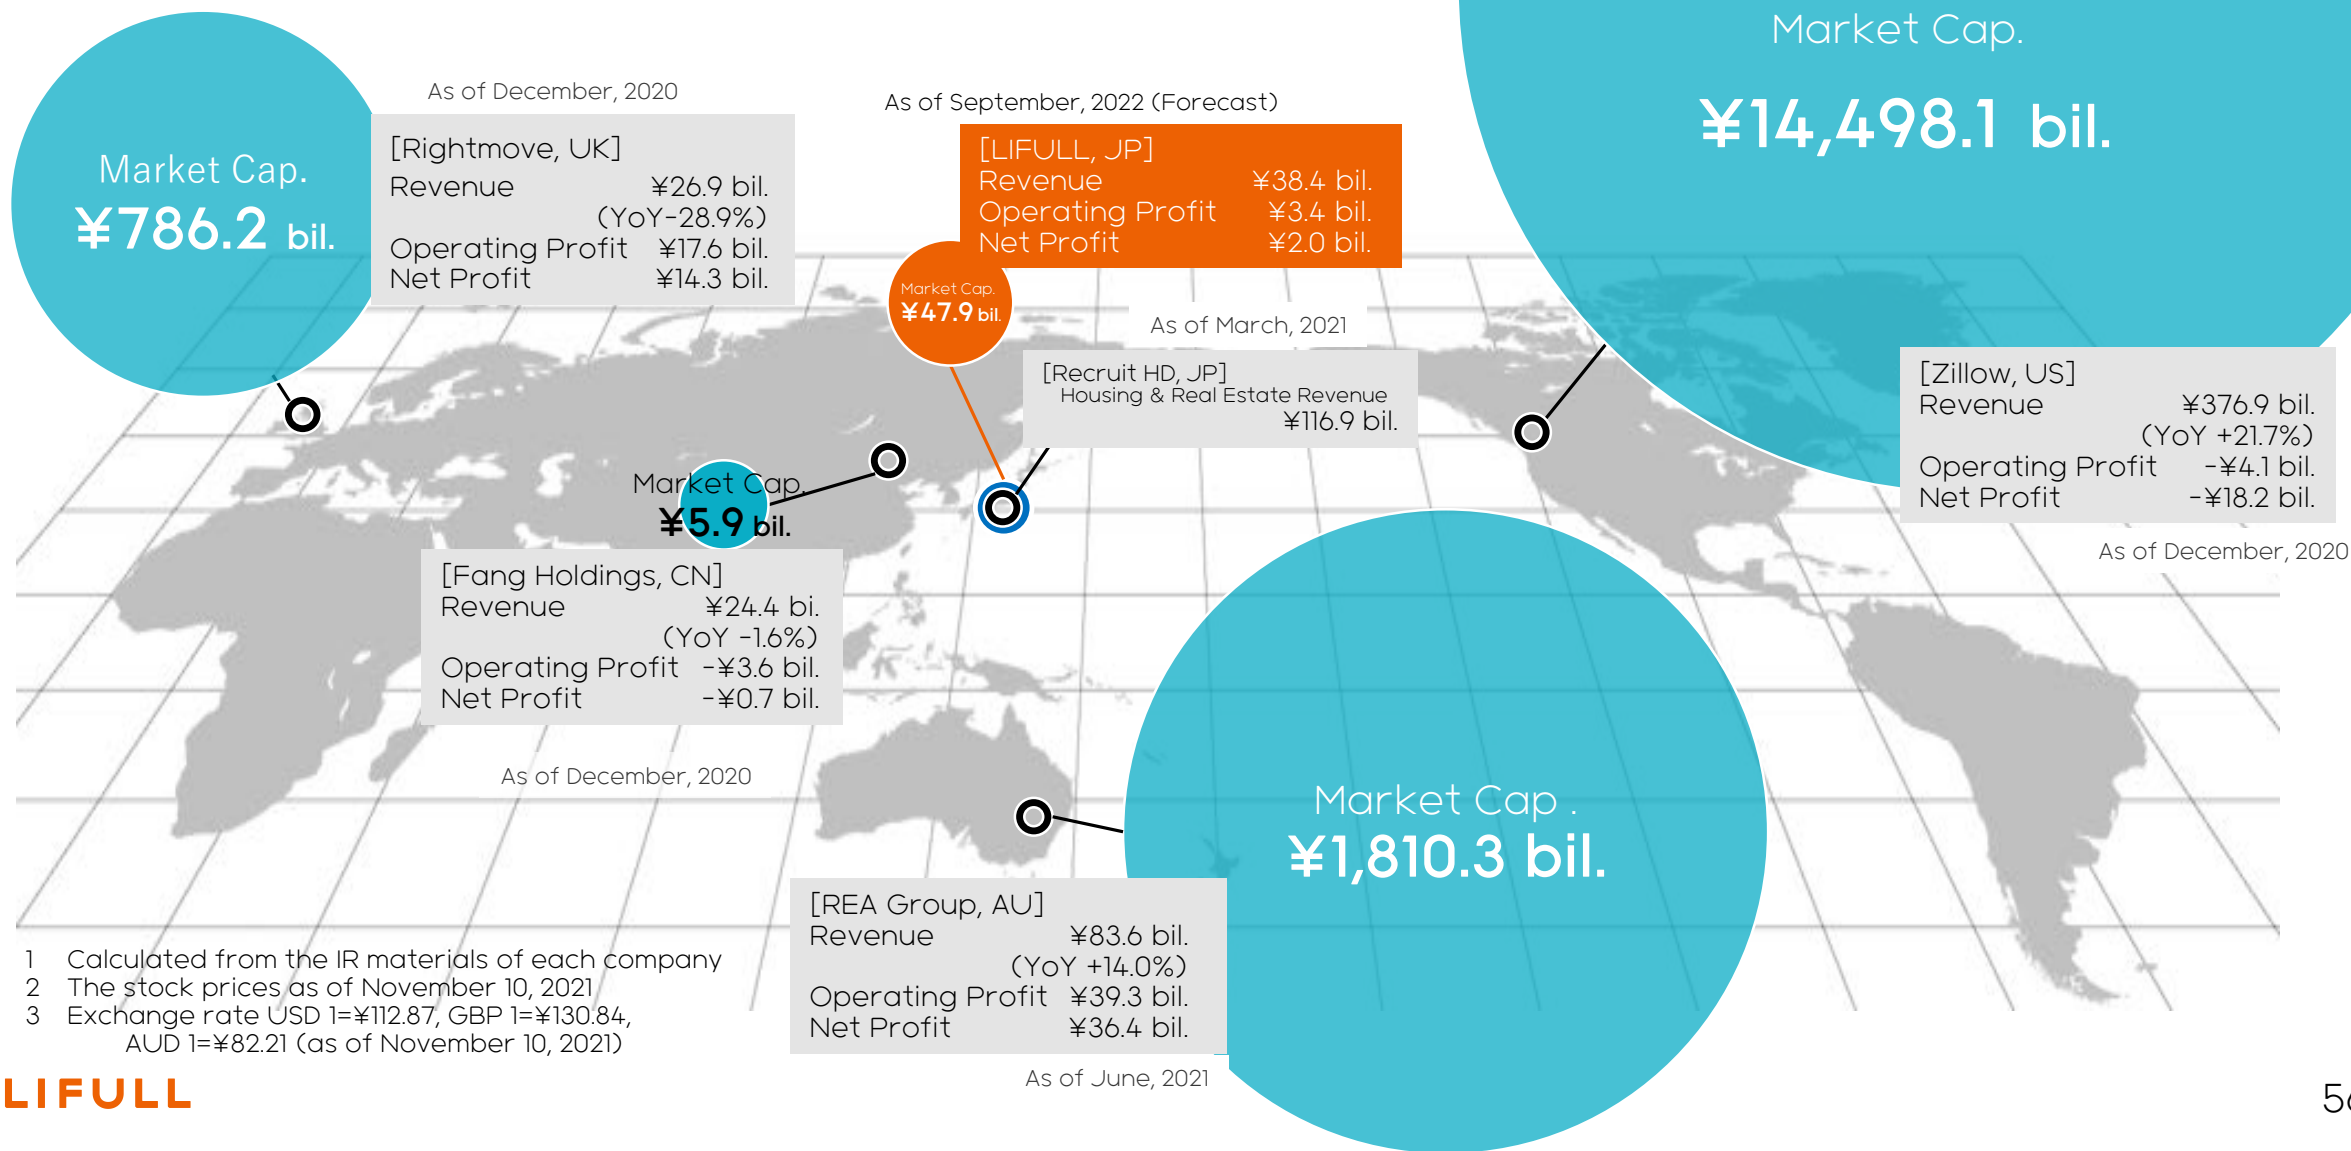 Market Cap.
¥14,498.1 bil.
As of December, 2020
Market Cap.
¥786.2 bil.
[Rightmove, UK]
Revenue ¥26.9 bil.
(YoY-28.9%)
Operating Profit ¥17.6 bil.
Net Profit ¥14.3 bil.
As of September, 2022 (Forecast)
[LIFULL, JP]
Revenue ¥38.4 bil.
Operating Profit ¥3.4 bil.
Net Profit ¥2.0 bil.
Market Cap.
¥47.9 bil.
As of March, 2021
[Recruit HD, JP]
Housing & Real Estate Revenue
¥116.9 bil.
[Zillow, US]
Revenue ¥376.9 bil.
(YoY +21.7%)
Operating Profit -¥4.1 bil.
Net Profit -¥18.2 bil.
As of December, 2020
Market Cap.
¥5.9 bil.
[Fang Holdings, CN]
Revenue ¥24.4 bi.
(YoY -1.6%)
Operating Profit -¥3.6 bil.
Net Profit -¥0.7 bil.
As of December, 2020
Market Cap .
¥1,810.3 bil.
[REA Group, AU]
Revenue ¥83.6 bil.
(YoY +14.0%)
Operating Profit ¥39.3 bil.
Net Profit ¥36.4 bil.
As of June, 2021
1 Calculated from the IR materials of each company
2 The stock prices as of November 10, 2021
3 Exchange rate USD 1=¥112.87, GBP 1=¥130.84,
AUD 1=¥82.21 (as of November 10, 2021)
LIFULL